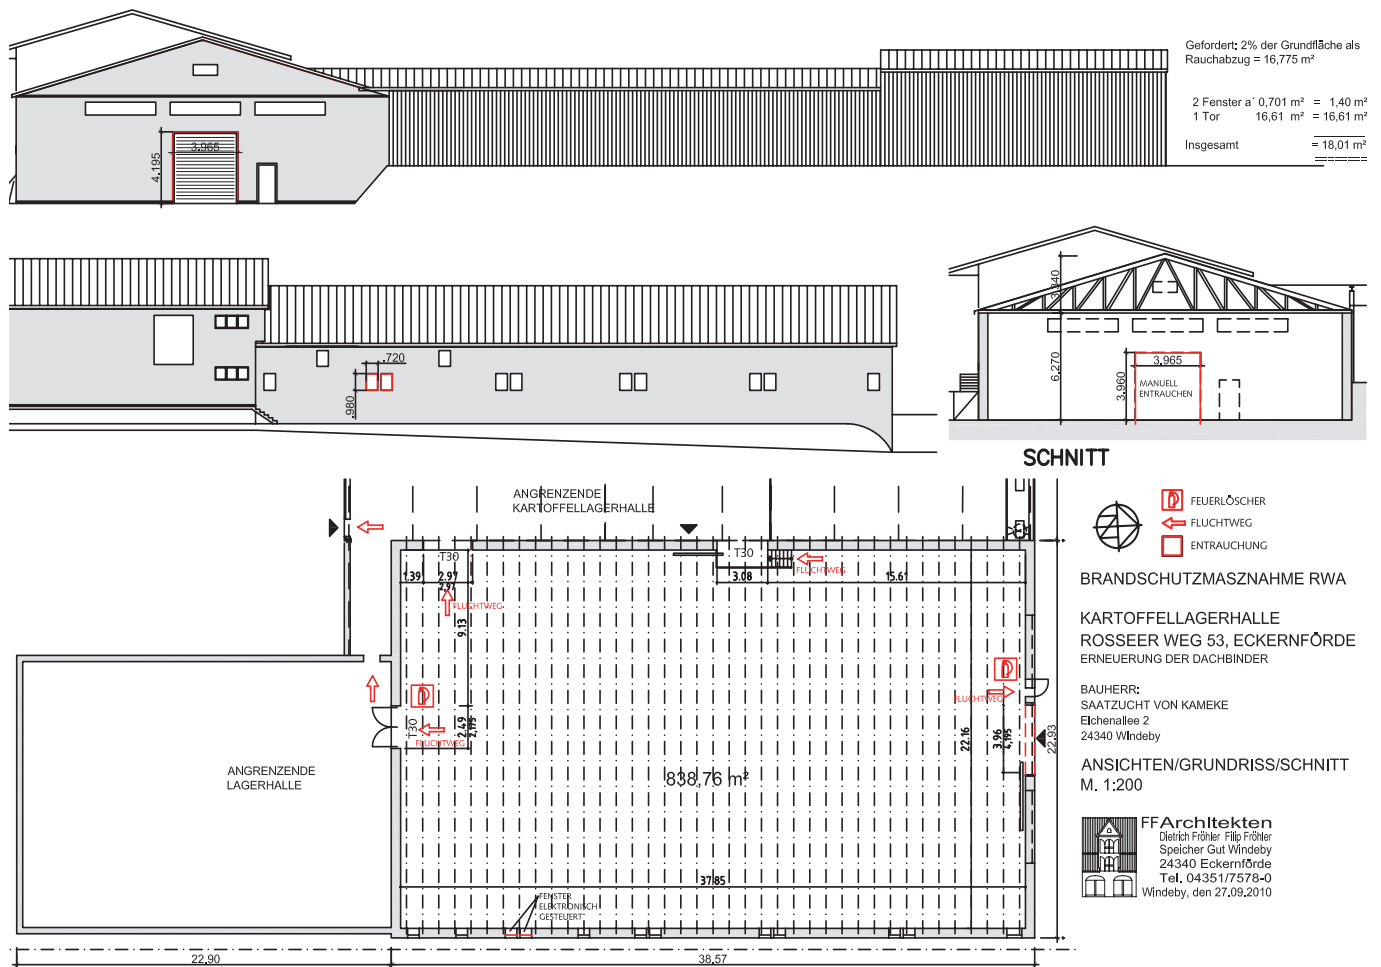 Gefordert: 2% der Grundfläche als
Rauchabzug = 16,775 m²
2 Fenster a´ 0,701 m² = 1,40 m²
1 Tor 16,61 m² = 16,61 m²
Insgesamt = 18,01 m²
3.965
4.195
.720
.980
3.340
6.270
3.960
3,965
MANUELL
ENTRAUCHEN
SCHNITT
ANGRENZENDE
KARTOFFELLAGERHALLE
FEUERLÖSCHER
FLUCHTWEG
ENTRAUCHUNG
T30
T30
1.39
2.97
2.97
3.08
15.61
FLUCHTWEG
FLUCHTWEG
9.13
BRANDSCHUTZMASZNAHME RWA
KARTOFFELLAGERHALLE
ROSSEER WEG 53, ECKERNFÖRDE
ERNEUERUNG DER DACHBINDER
BAUHERR:
SAATZUCHT VON KAMEKE
Eichenallee 2
24340 Windeby
ANSICHTEN/GRUNDRISS/SCHNITT
M. 1:200
FLUCHTWEG
T30
2.49
2,175
FLUCHTWEG
22.16
3.96
4,195
22,93
ANGRENZENDE
LAGERHALLE
838,76 m²
37.85
FENSTER
ELEKTRONISCH
GESTEUERT
FFArchitekten
Dietrich Fröhler Filip Fröhler
Speicher Gut Windeby
24340 Eckernförde
Tel. 04351/7578-0
Windeby, den 27.09.2010
22,90
38,57